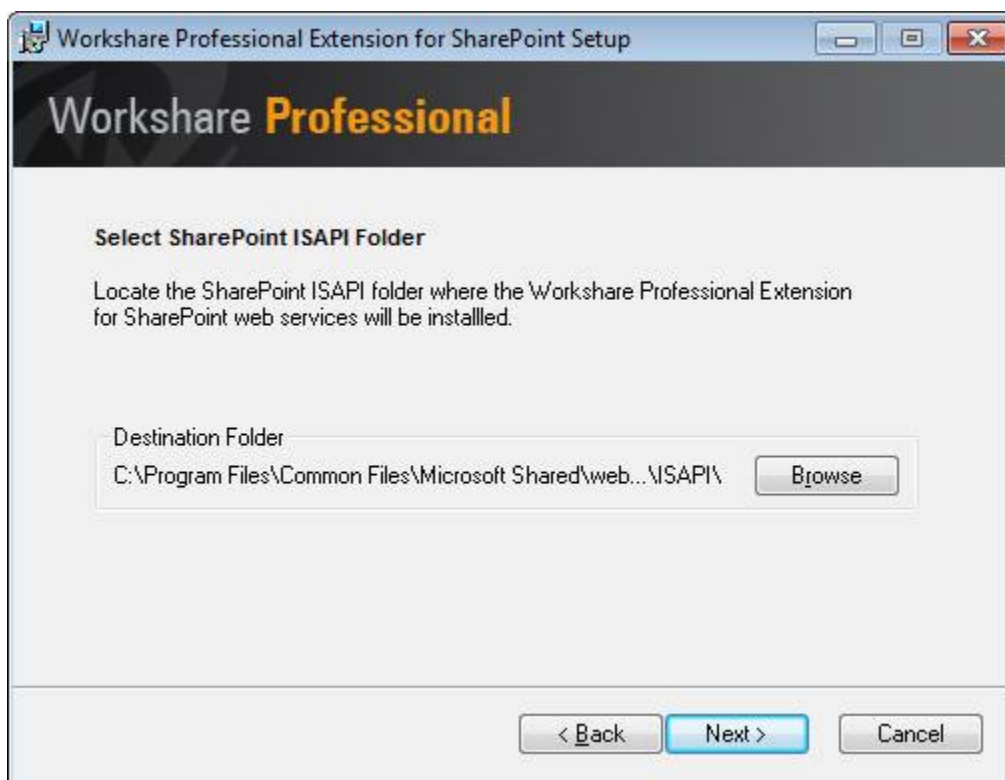 Workshare Professional Extension for SharePoint Setup
Workshare Professional
Select SharePoint ISAPI Folder
Locate the SharePoint ISAPI folder where the Workshare Professional Extension
for SharePoint web services will be installled.
Destination Folder
C:\Program Files\Common Files\Microsoft Shared\web...\ISAPI\ Browse
< Back Next > Cancel